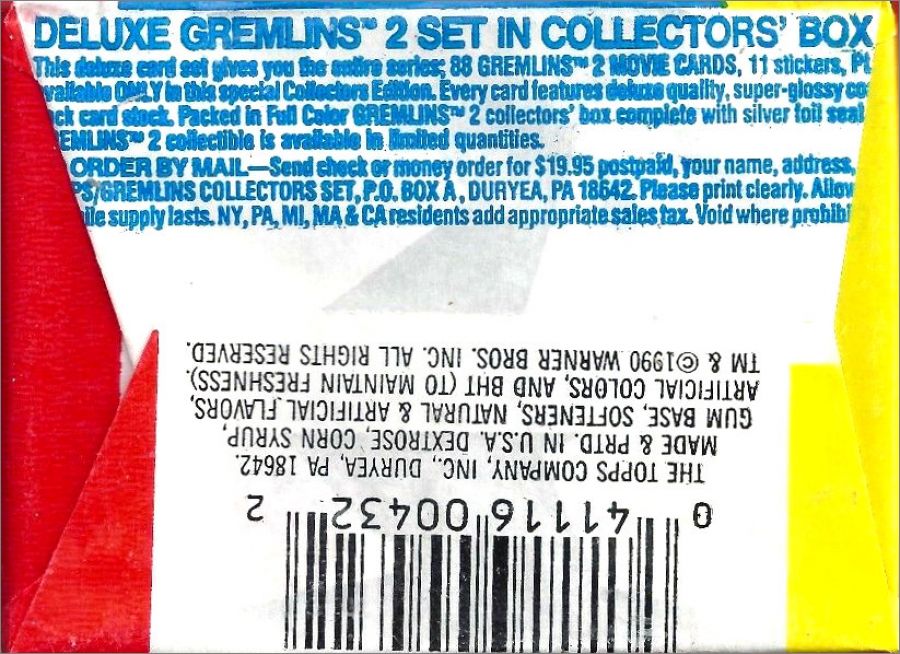 DELUXE GREMLINS™ 2 SET IN COLLECTORS' BOX
This deluxe card set gives you the entire series; 88 GREMLINS™ 2 MOVIE CARDS, 11 stickers,
ONLY in this special Collectors Edition. Every card features deluxe quality, super-glossy
card stock. Packed in Full Color GREMLINS™ 2 collectors' box complete with silver foil seal
EMLINS™ 2 collectible is available in limited quantities.
ORDER BY MAIL—Send check or money order for $19.95 postpaid, your name, address,
PS/GREMLINS COLLECTORS SET, P.O. BOX A, DURYEA, PA 18642. Please print clearly. Allow
supply lasts. NY, PA, MI, MA & CA residents add appropriate sales tax. Void where prohibi
THE TOPPS COMPANY, INC., DURYEA, PA 18642.
MADE & PRTD. IN U.S.A. DEXTROSE, CORN SYRUP,
GUM BASE, SOFTENERS, NATURAL & ARTIFICIAL FLAVORS,
ARTIFICIAL COLORS, AND BHT (TO MAINTAIN FRESHNESS).
TM & ©1990 WARNER BROS. INC. ALL RIGHTS RESERVED.
0 41116 00432 2